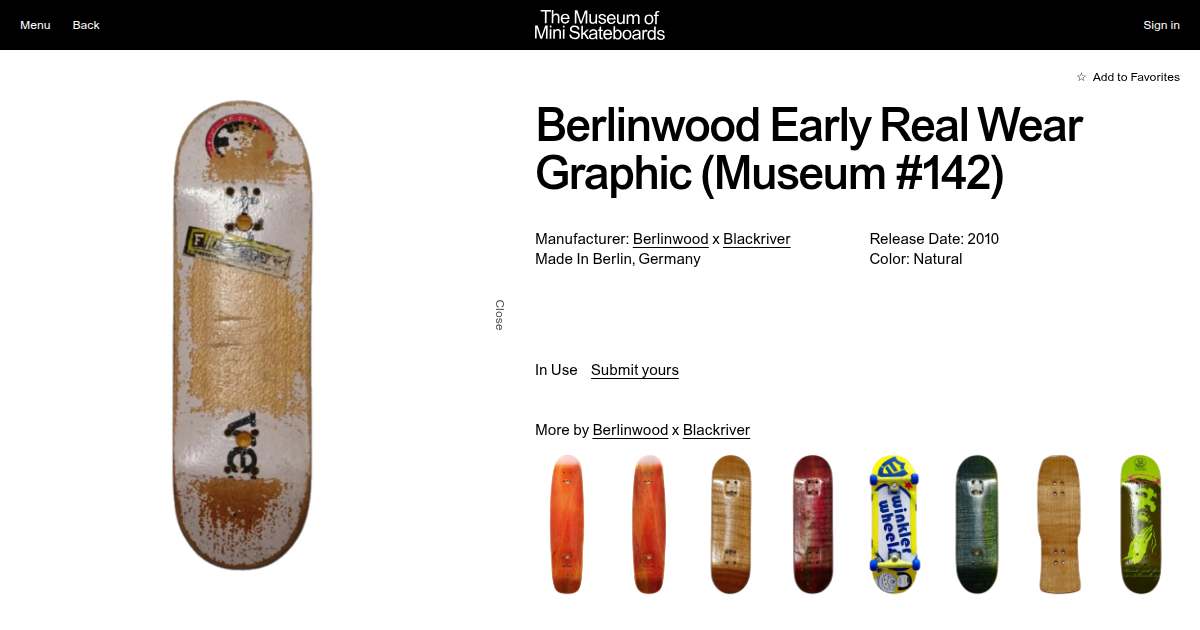 Menu
Back
The Museum of
Mini Skateboards
Sign in
☆ Add to Favorites
Berlinwood Early Real Wear
Graphic (Museum #142)
Manufacturer: Berlinwood x Blackriver
Made In Berlin, Germany
Release Date: 2010
Color: Natural
Close
In Use
Submit yours
More by Berlinwood x Blackriver
winkler
wheels